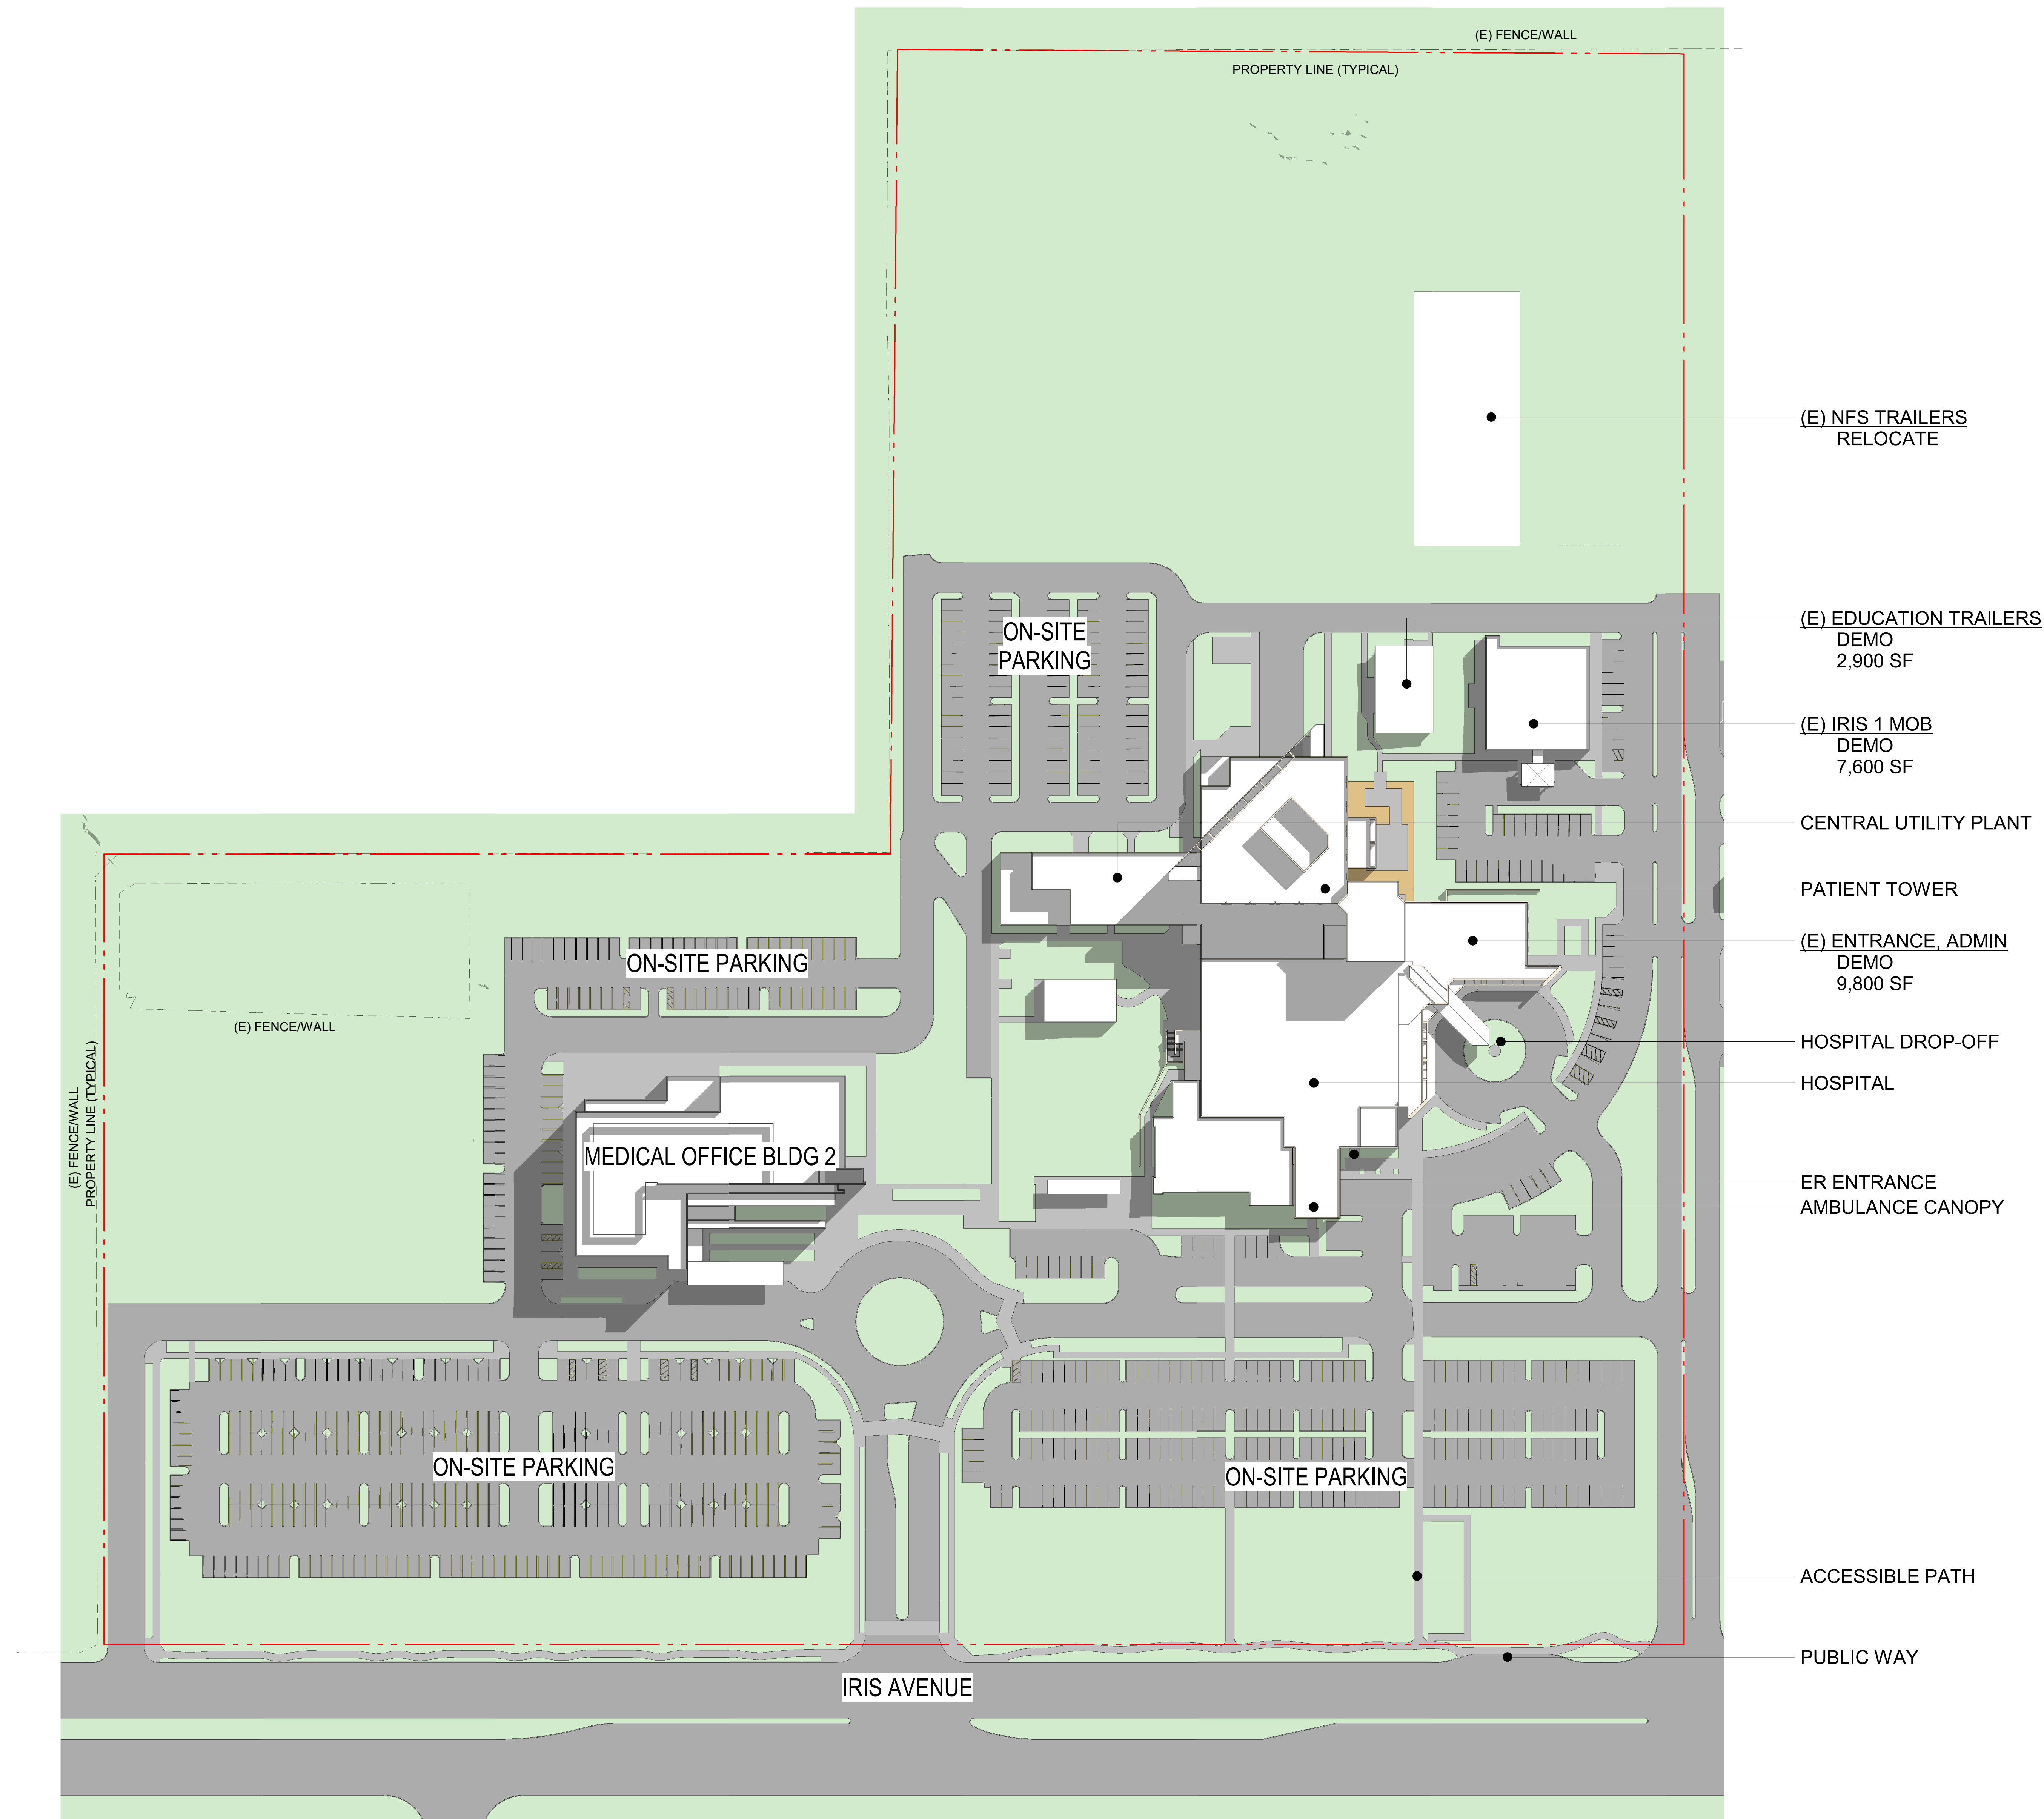 (E) FENCE/WALL
PROPERTY LINE (TYPICAL)
(E) NFS TRAILERS
RELOCATE
(E) EDUCATION TRAILERS
DEMO
2,900 SF
ON-SITE
PARKING
(E) IRIS 1 MOB
DEMO
7,600 SF
CENTRAL UTILITY PLANT
PATIENT TOWER
(E) ENTRANCE, ADMIN
DEMO
9,800 SF
ON-SITE PARKING
(E) FENCE/WALL
(E) FENCE/WALL
PROPERTY LINE (TYPICAL)
HOSPITAL DROP-OFF
HOSPITAL
MEDICAL OFFICE BLDG 2
ER ENTRANCE
AMBULANCE CANOPY
ON-SITE PARKING
ON-SITE PARKING
ACCESSIBLE PATH
PUBLIC WAY
IRIS AVENUE